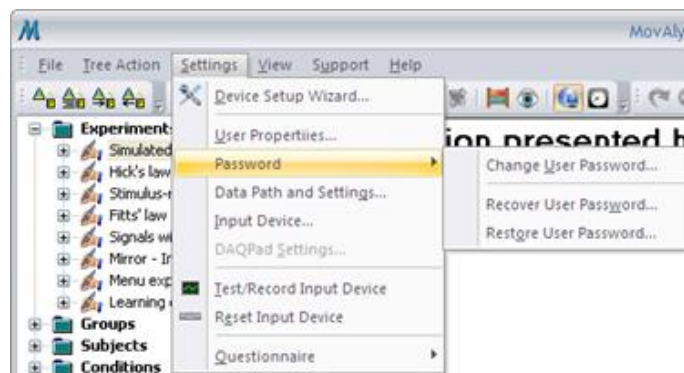 MovAly
File Tree Action Settings View Support Help
Device Setup Wizard...
Experiment
ion presented b
User Propertiies...
Simulated
Password
Change User Password...
Hick's law
Data Path and Settings...
Stimulus-r
Recover User Password...
Fitts' law
Input Device...
Restore User Password...
Signals wi
DAQPad Settings...
Mirror - In
Menu exp
Test/Record Input Device
Learning
Reset Input Device
Groups
Subjects
Questionnaire
Conditions